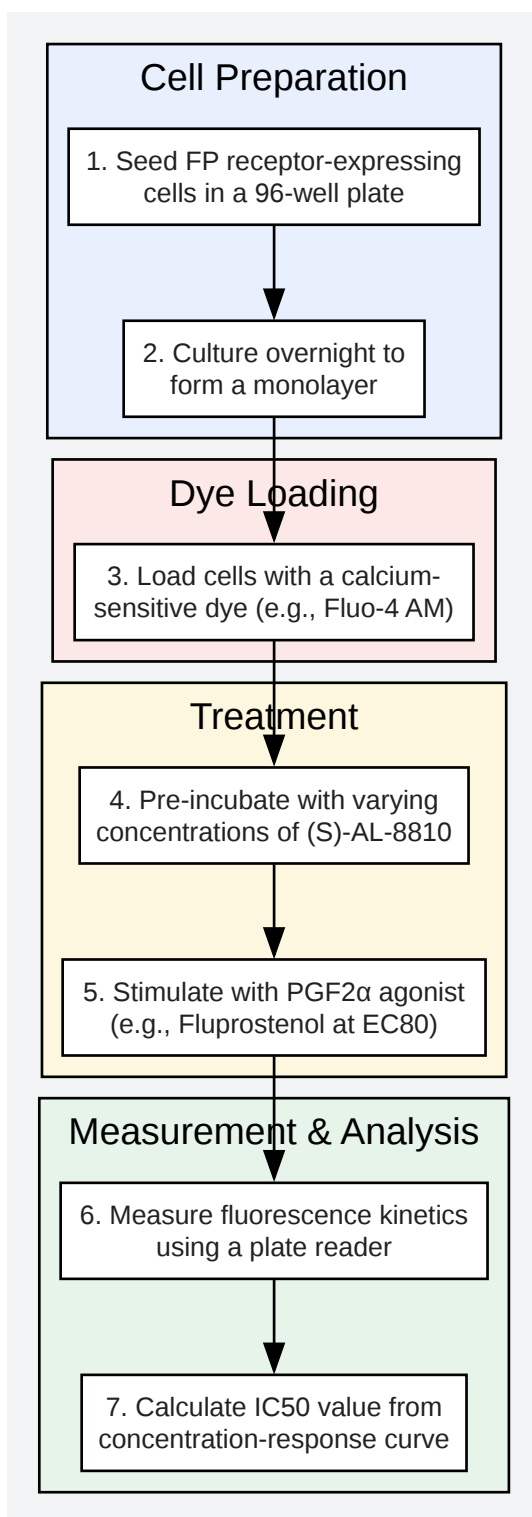 Cell Preparation
1. Seed FP receptor-expressing
cells in a 96-well plate
2. Culture overnight to
form a monolayer
Dye Loading
3. Load cells with a calcium-
sensitive dye (e.g., Fluo-4 AM)
Treatment
4. Pre-incubate with varying
concentrations of (S)-AL-8810
5. Stimulate with PGF2α agonist
(e.g., Fluprostenol at EC80)
Measurement & Analysis
6. Measure fluorescence kinetics
using a plate reader
7. Calculate IC50 value from
concentration-response curve